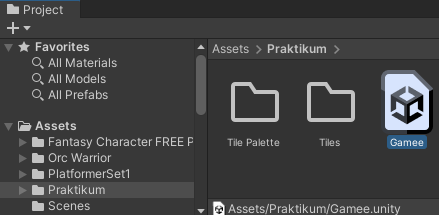 Project
Favorites
All Materials
All Models
All Prefabs
Assets
Fantasy Character FREE P
Orc Warrior
PlatformerSet1
Praktikum
Scenes
Assets > Praktikum >
Tile Palette
Tiles
Gamee
Assets/Praktikum/Gamee.unity